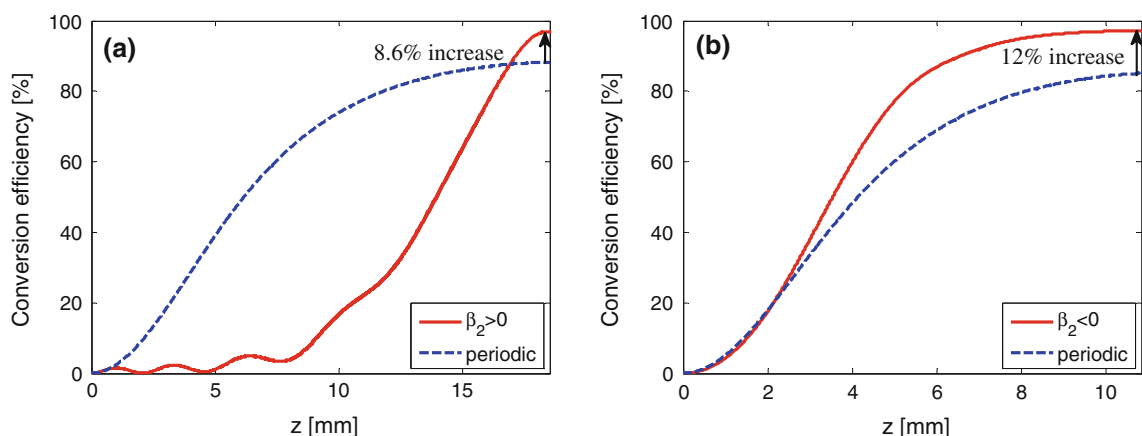 (a)
8.6% increase
Conversion efficiency [%]
100
80
60
40
20
0
β₂>0
periodic
0 5 10 15
z [mm]
(b)
12% increase
Conversion efficiency [%]
100
80
60
40
20
0
β₂<0
periodic
0 2 4 6 8 10
z [mm]